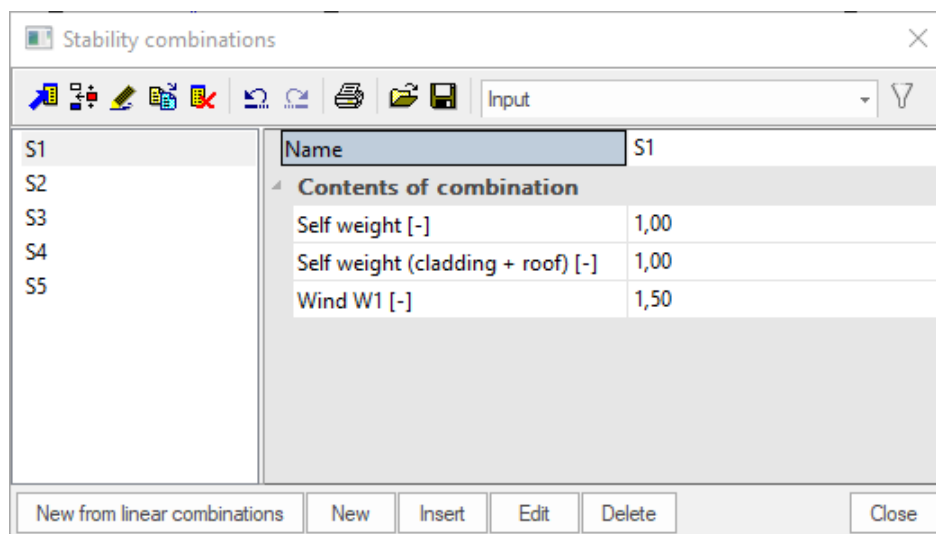 Stability combinations
Input
S1
S2
S3
S4
S5
Name S1
Contents of combination
Self weight [-] 1,00
Self weight (cladding + roof) [-] 1,00
Wind W1 [-] 1,50
New from linear combinations New Insert Edit Delete Close